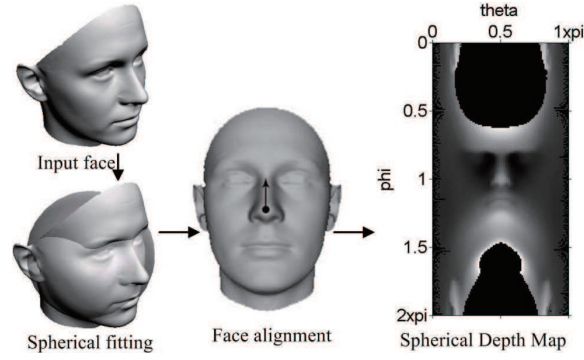 theta
0 0.5 1xpi
0
0.5
phi
1
1.5
2xpi
Input face
Spherical fitting
Face alignment
Spherical Depth Map